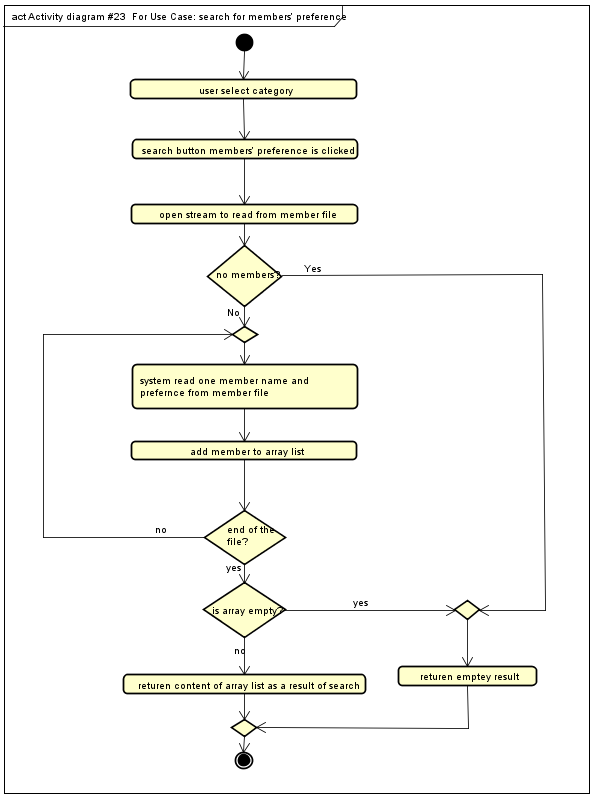 act Activity diagram #23 For Use Case: search for members' preference
user select category
search button members' preference is clicked
open stream to read from member file
no members?
Yes
No
system read one member name and
prefernce from member file
add member to array list
end of the
file?
no
yes
is array empty?
yes
no
returen content of array list as a result of search
returen emptey result